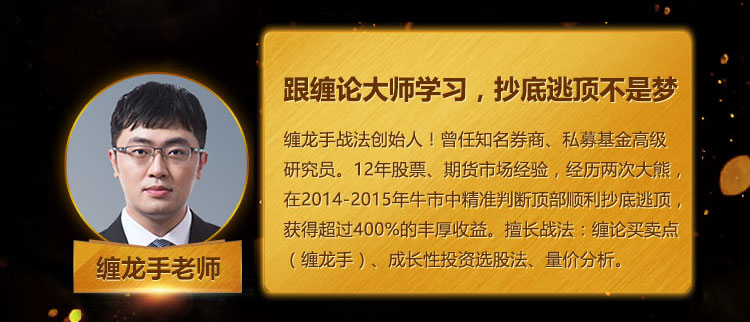 跟缠论大师学习，抄底逃顶不是梦
缠龙手战法创始人！曾任知名券商、私募基金高级
研究员。12年股票、期货市场经验，经历两次大熊，
在2014-2015年牛市中精准判断顶部顺利抄底逃顶，
获得超过400%的丰厚收益。擅长战法：缠论买卖点
（缠龙手）、成长性投资选股法、量价分析。
缠龙手老师